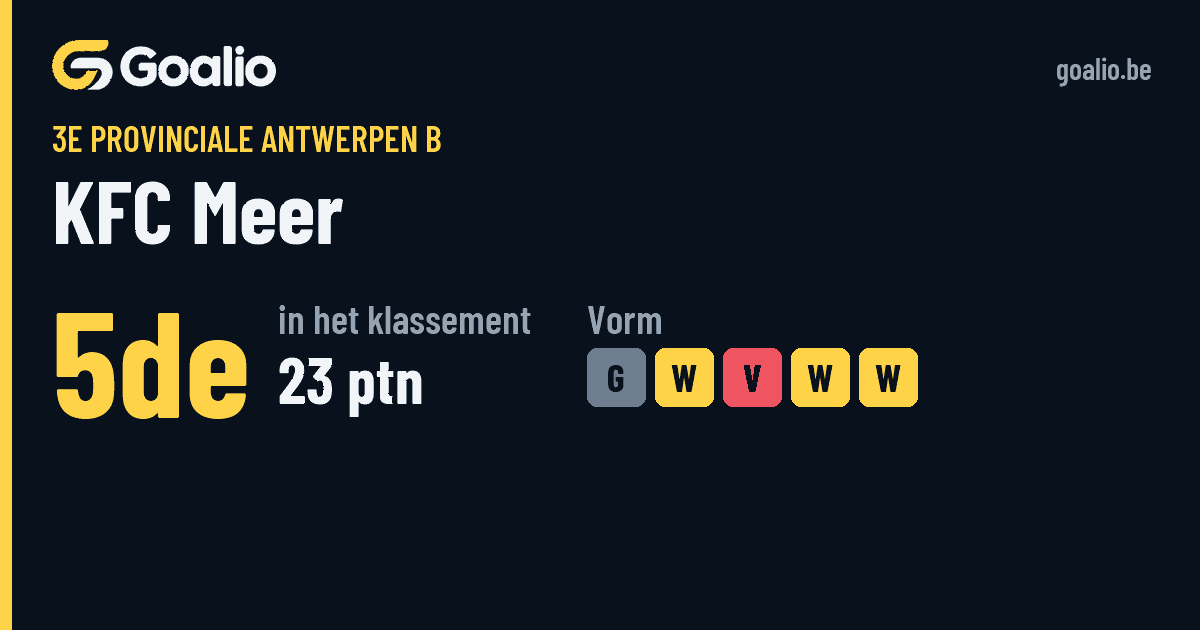 Goalio
goalio.be
3E PROVINCIALE ANTWERPEN B
KFC Meer
5de
in het klassement
23 ptn
Vorm
G W V W W